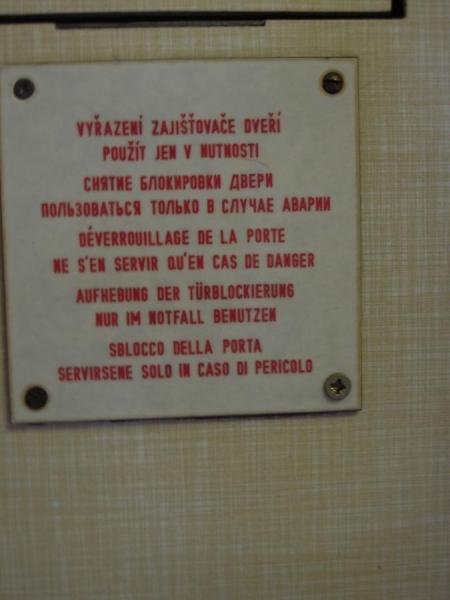 VYŘAZENÍ ZAJIŠŤOVAČE DVEŘÍ
POUŽÍT JEN V NUTNOSTI
СНЯТИЕ БЛОКИРОВКИ ДВЕРИ
ПОЛЬЗОВАТЬСЯ ТОЛЬКО В СЛУЧАЕ АВАРИИ
DÉVERROUILLAGE DE LA PORTE
NE S'EN SERVIR QU'EN CAS DE DANGER
AUFHEBUNG DER TÜRBLOCKIERUNG
NUR IM NOTFALL BENUTZEN
SBLOCCO DELLA PORTA
SERVIRSENE SOLO IN CASO DI PERICOLO